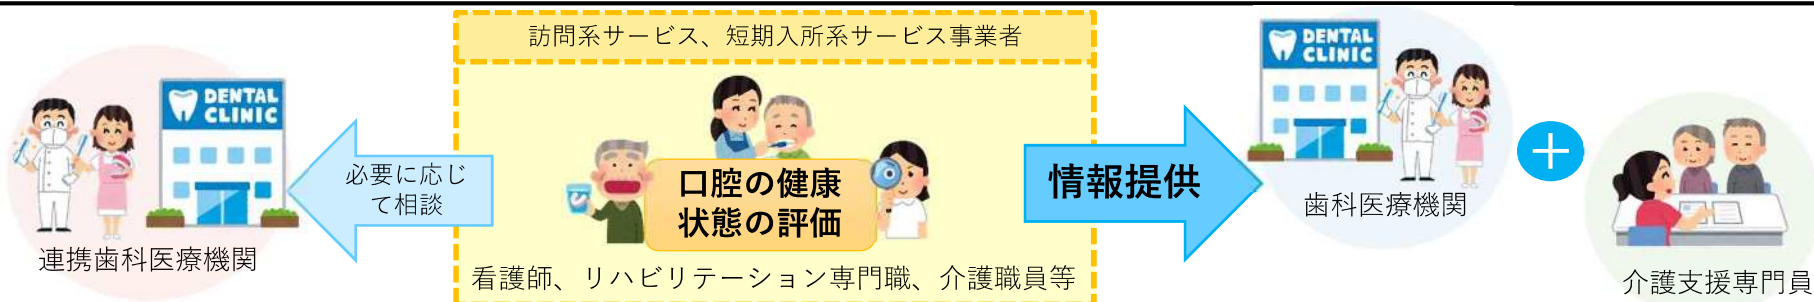 訪問系サービス、短期入所系サービス事業者
DENTAL
CLINIC
必要に応じ
て相談
連携歯科医療機関
口腔の健康
状態の評価
看護師、リハビリテーション専門職、介護職員等
情報提供
DENTAL
CLINIC
歯科医療機関
+
介護支援専門員